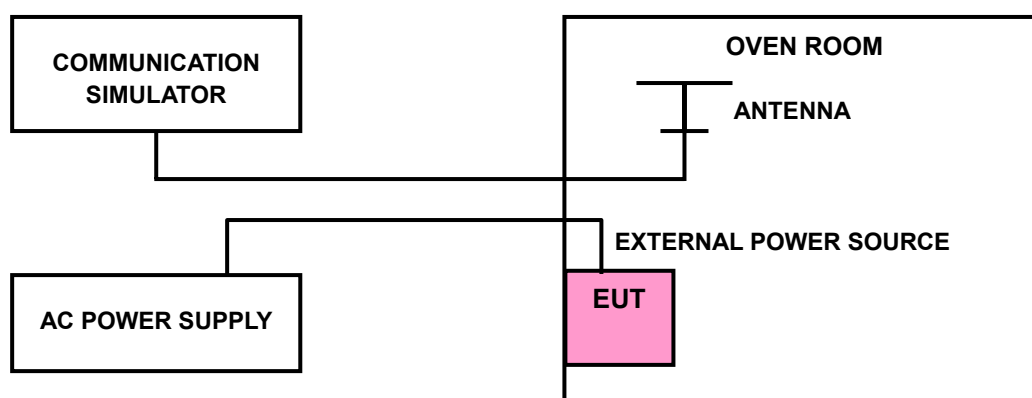 COMMUNICATION
SIMULATOR
OVEN ROOM
ANTENNA
EXTERNAL POWER SOURCE
AC POWER SUPPLY
EUT